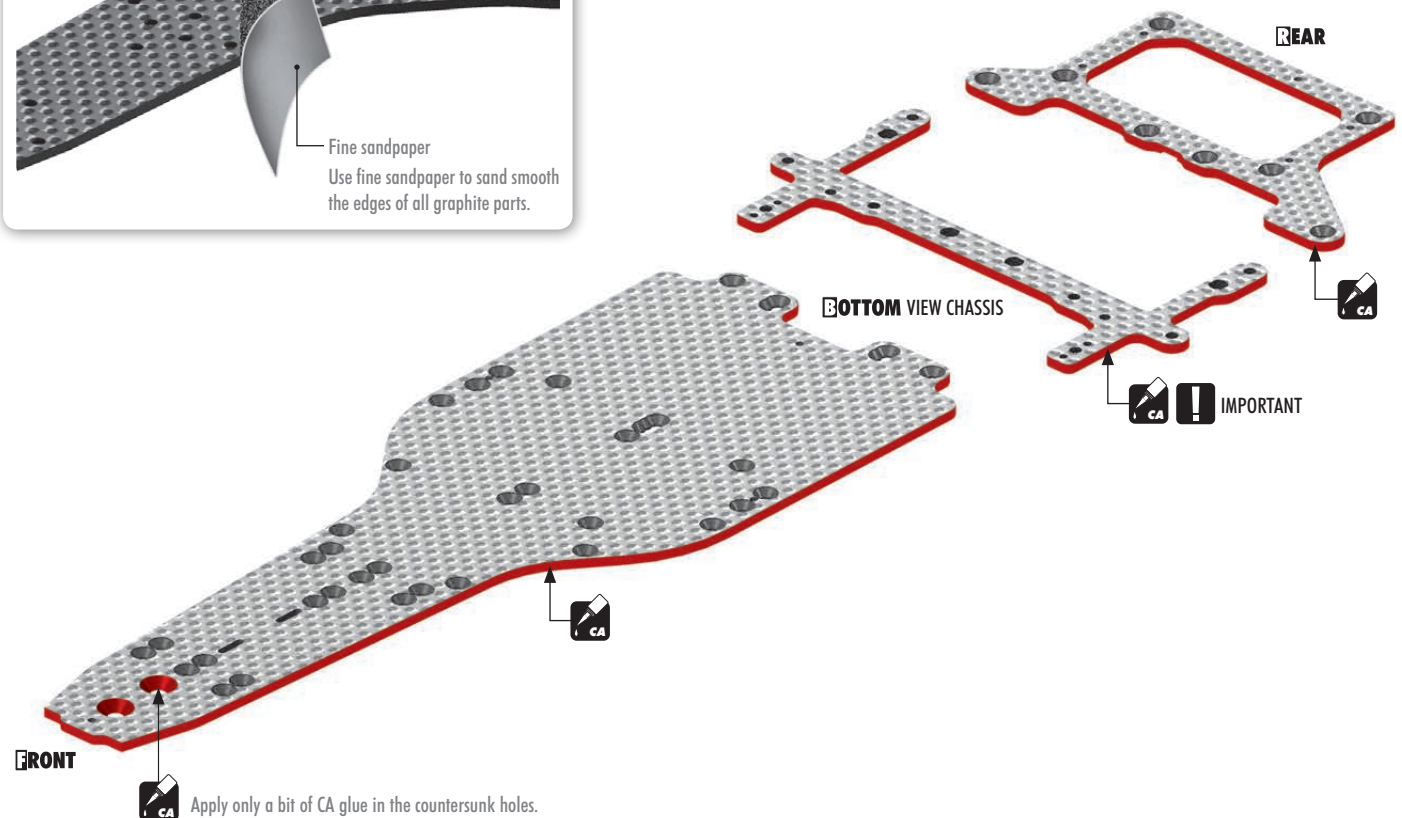 REAR
Fine sandpaper
Use fine sandpaper to sand smooth
the edges of all graphite parts.
BOTTOM VIEW CHASSIS
CA
CA ! IMPORTANT
CA
FRONT
CA Apply only a bit of CA glue in the countersunk holes.